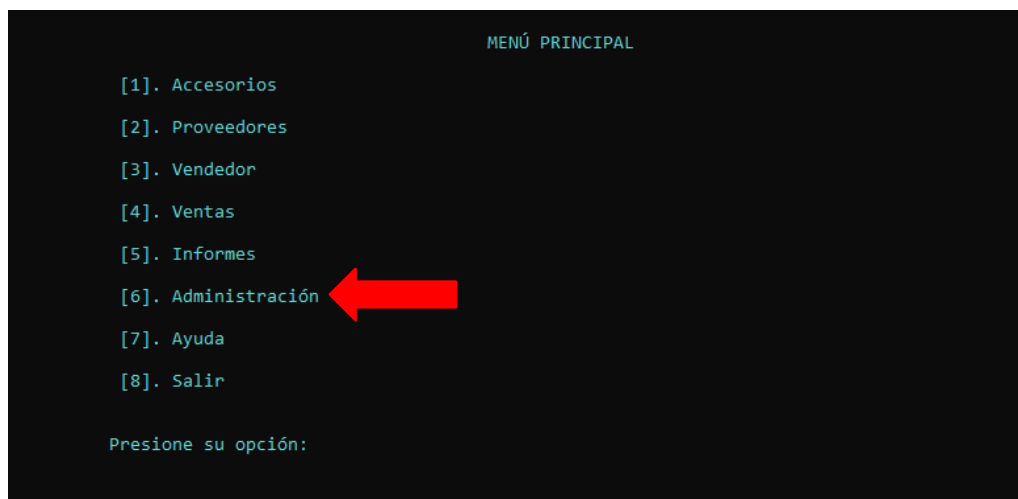 MENÚ PRINCIPAL
[1]. Accesorios
[2]. Proveedores
[3]. Vendedor
[4]. Ventas
[5]. Informes
[6]. Administración
[7]. Ayuda
[8]. Salir
Presione su opción: